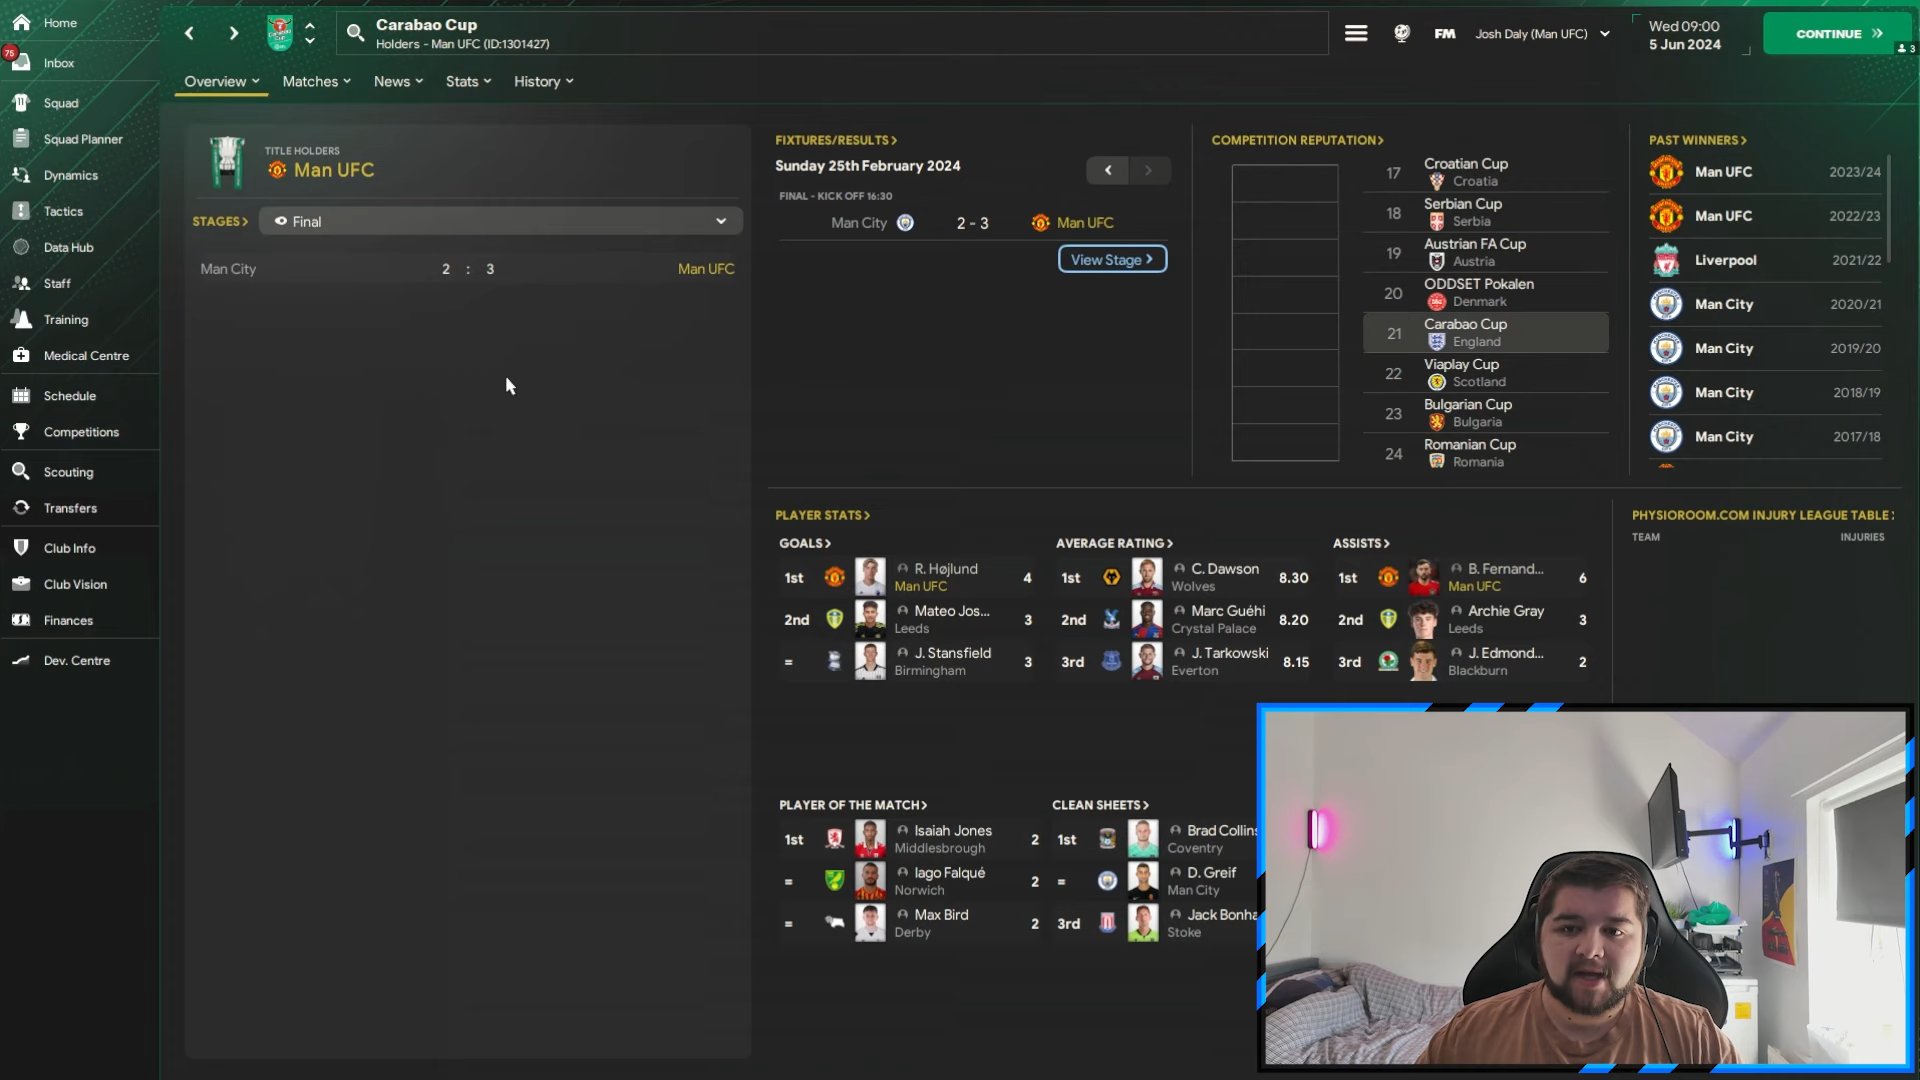 Home
75
Inbox
Squad
Squad Planner
Dynamics
Tactics
Data Hub
Staff
Training
Medical Centre
Schedule
Competitions
Scouting
Transfers
Club Info
Club Vision
Finances
Dev. Centre
Carabao Cup
Holders - Man UFC (ID:1301427)
FM
Josh Daly (Man UFC)
Wed 09:00
5 Jun 2024
CONTINUE
3
Overview
Matches
News
Stats
History
TITLE HOLDERS
Man UFC
STAGES
Final
Man City 2 : 3 Man UFC
FIXTURES/RESULTS
Sunday 25th February 2024
FINAL - KICK OFF 16:30
Man City 2 - 3 Man UFC
View Stage
COMPETITION REPUTATION
17 Croatian Cup
Croatia
18 Serbian Cup
Serbia
19 Austrian FA Cup
Austria
20 ODDSET Pokalen
Denmark
21 Carabao Cup
England
22 Viaplay Cup
Scotland
23 Bulgarian Cup
Bulgaria
24 Romanian Cup
Romania
PAST WINNERS
Man UFC 2023/24
Man UFC 2022/23
Liverpool 2021/22
Man City 2020/21
Man City 2019/20
Man City 2018/19
Man City 2017/18
PLAYER STATS
GOALS
1st R. Højlund 4
Man UFC
2nd Mateo Jos... 3
Leeds
= J. Stansfield 3
Birmingham
AVERAGE RATING
1st C. Dawson 8.30
Wolves
2nd Marc Guéhi 8.20
Crystal Palace
3rd J. Tarkowski 8.15
Everton
ASSISTS
1st B. Fernand... 6
Man UFC
2nd Archie Gray 3
Leeds
3rd J. Edmond... 2
Blackburn
PHYSIOROOM.COM INJURY LEAGUE TABLE
TEAM INJURIES
PLAYER OF THE MATCH
1st Isaiah Jones 2
Middlesbrough
= Iago Falqué 2
Norwich
= Max Bird 2
Derby
CLEAN SHEETS
1st Brad Collins
Coventry
= D. Greif
Man City
3rd Jack Bonha
Stoke